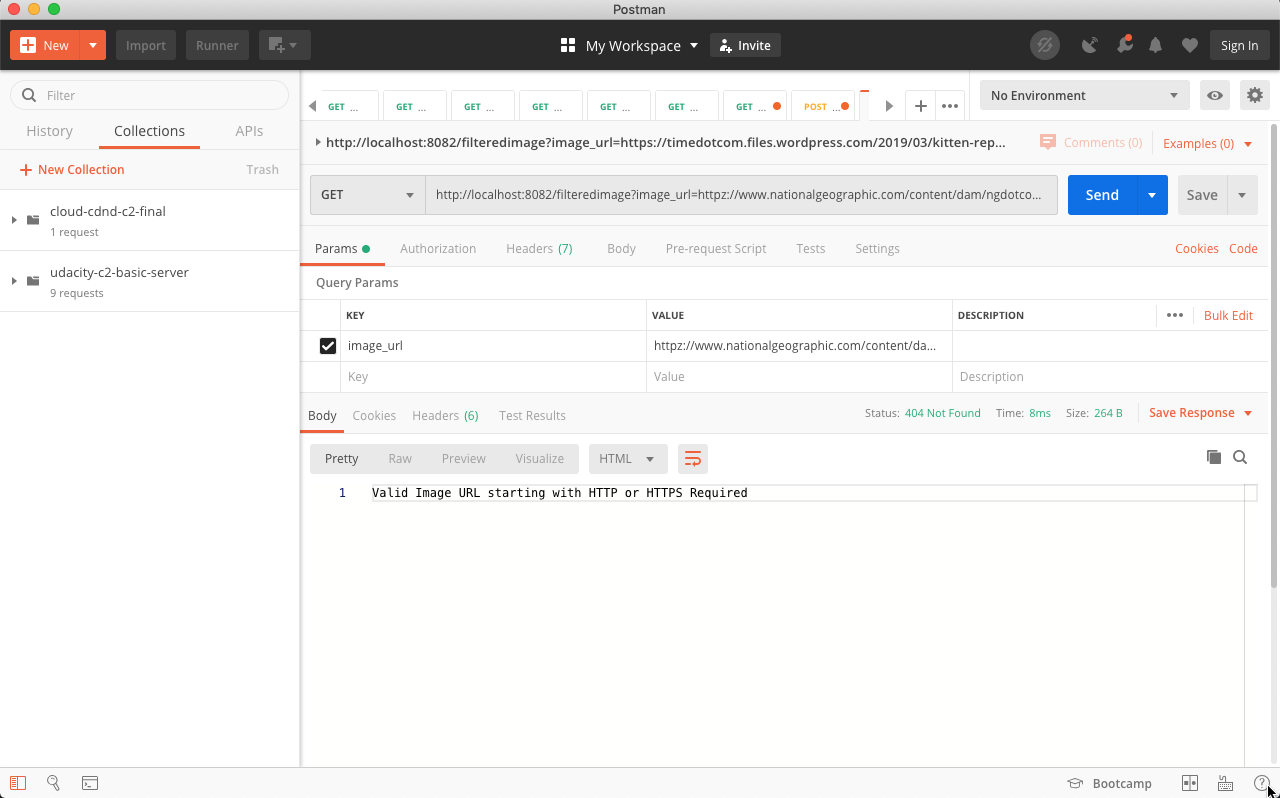 Postman
New
Import
Runner
My Workspace
Invite
Sign In
Filter
History
Collections
APIs
New Collection
Trash
cloud-cdnd-c2-final
1 request
udacity-c2-basic-server
9 requests
GET ...
GET ...
GET ...
GET ...
GET ...
GET ...
GET ...
POST ...
No Environment
http://localhost:8082/filteredimage?image_url=https://timedotcom.files.wordpress.com/2019/03/kitten-rep...
Comments (0)
Examples (0)
GET
http://localhost:8082/filteredimage?image_url=httpz://www.nationalgeographic.com/content/dam/ngdotco...
Send
Save
Params
Authorization
Headers (7)
Body
Pre-request Script
Tests
Settings
Cookies
Code
Query Params
KEY
VALUE
DESCRIPTION
Bulk Edit
image_url
httpz://www.nationalgeographic.com/content/da...
Key
Value
Description
Body
Cookies
Headers (6)
Test Results
Status: 404 Not Found
Time: 8ms
Size: 264 B
Save Response
Pretty
Raw
Preview
Visualize
HTML
1
Valid Image URL starting with HTTP or HTTPS Required
Bootcamp